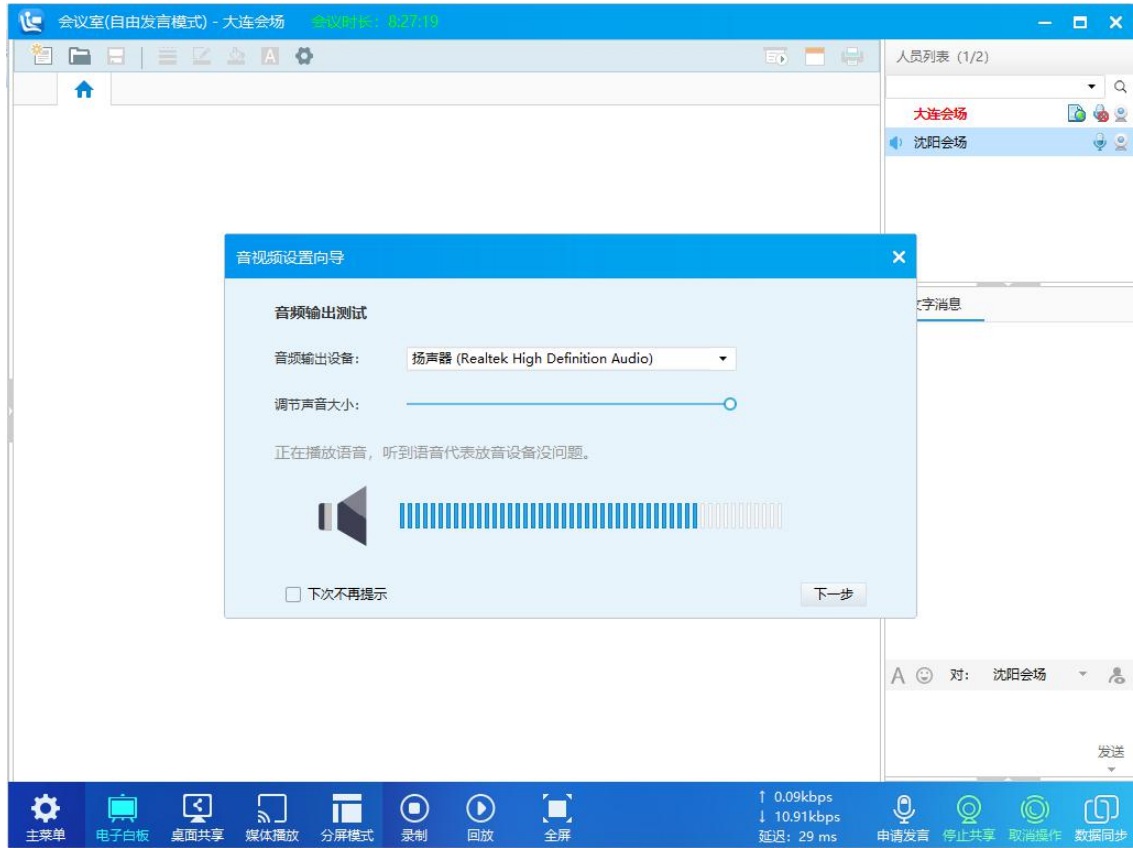 会议室(自由发言模式) - 大连会场 会议时长: 8:27:19
人员列表 (1/2)
大连会场
沈阳会场
音视频设置向导
音频输出测试
音频输出设备: 扬声器 (Realtek High Definition Audio)
调节声音大小:
正在播放语音，听到语音代表放音设备没问题。
下次不再提示 下一步
文字消息
A 对: 沈阳会场
发送
↑ 0.09kbps
↓ 10.91kbps
延迟: 29 ms
主菜单 电子白板 桌面共享 媒体播放 分屏模式 录制 回放 全屏 申请发言 停止共享 取消操作 数据同步